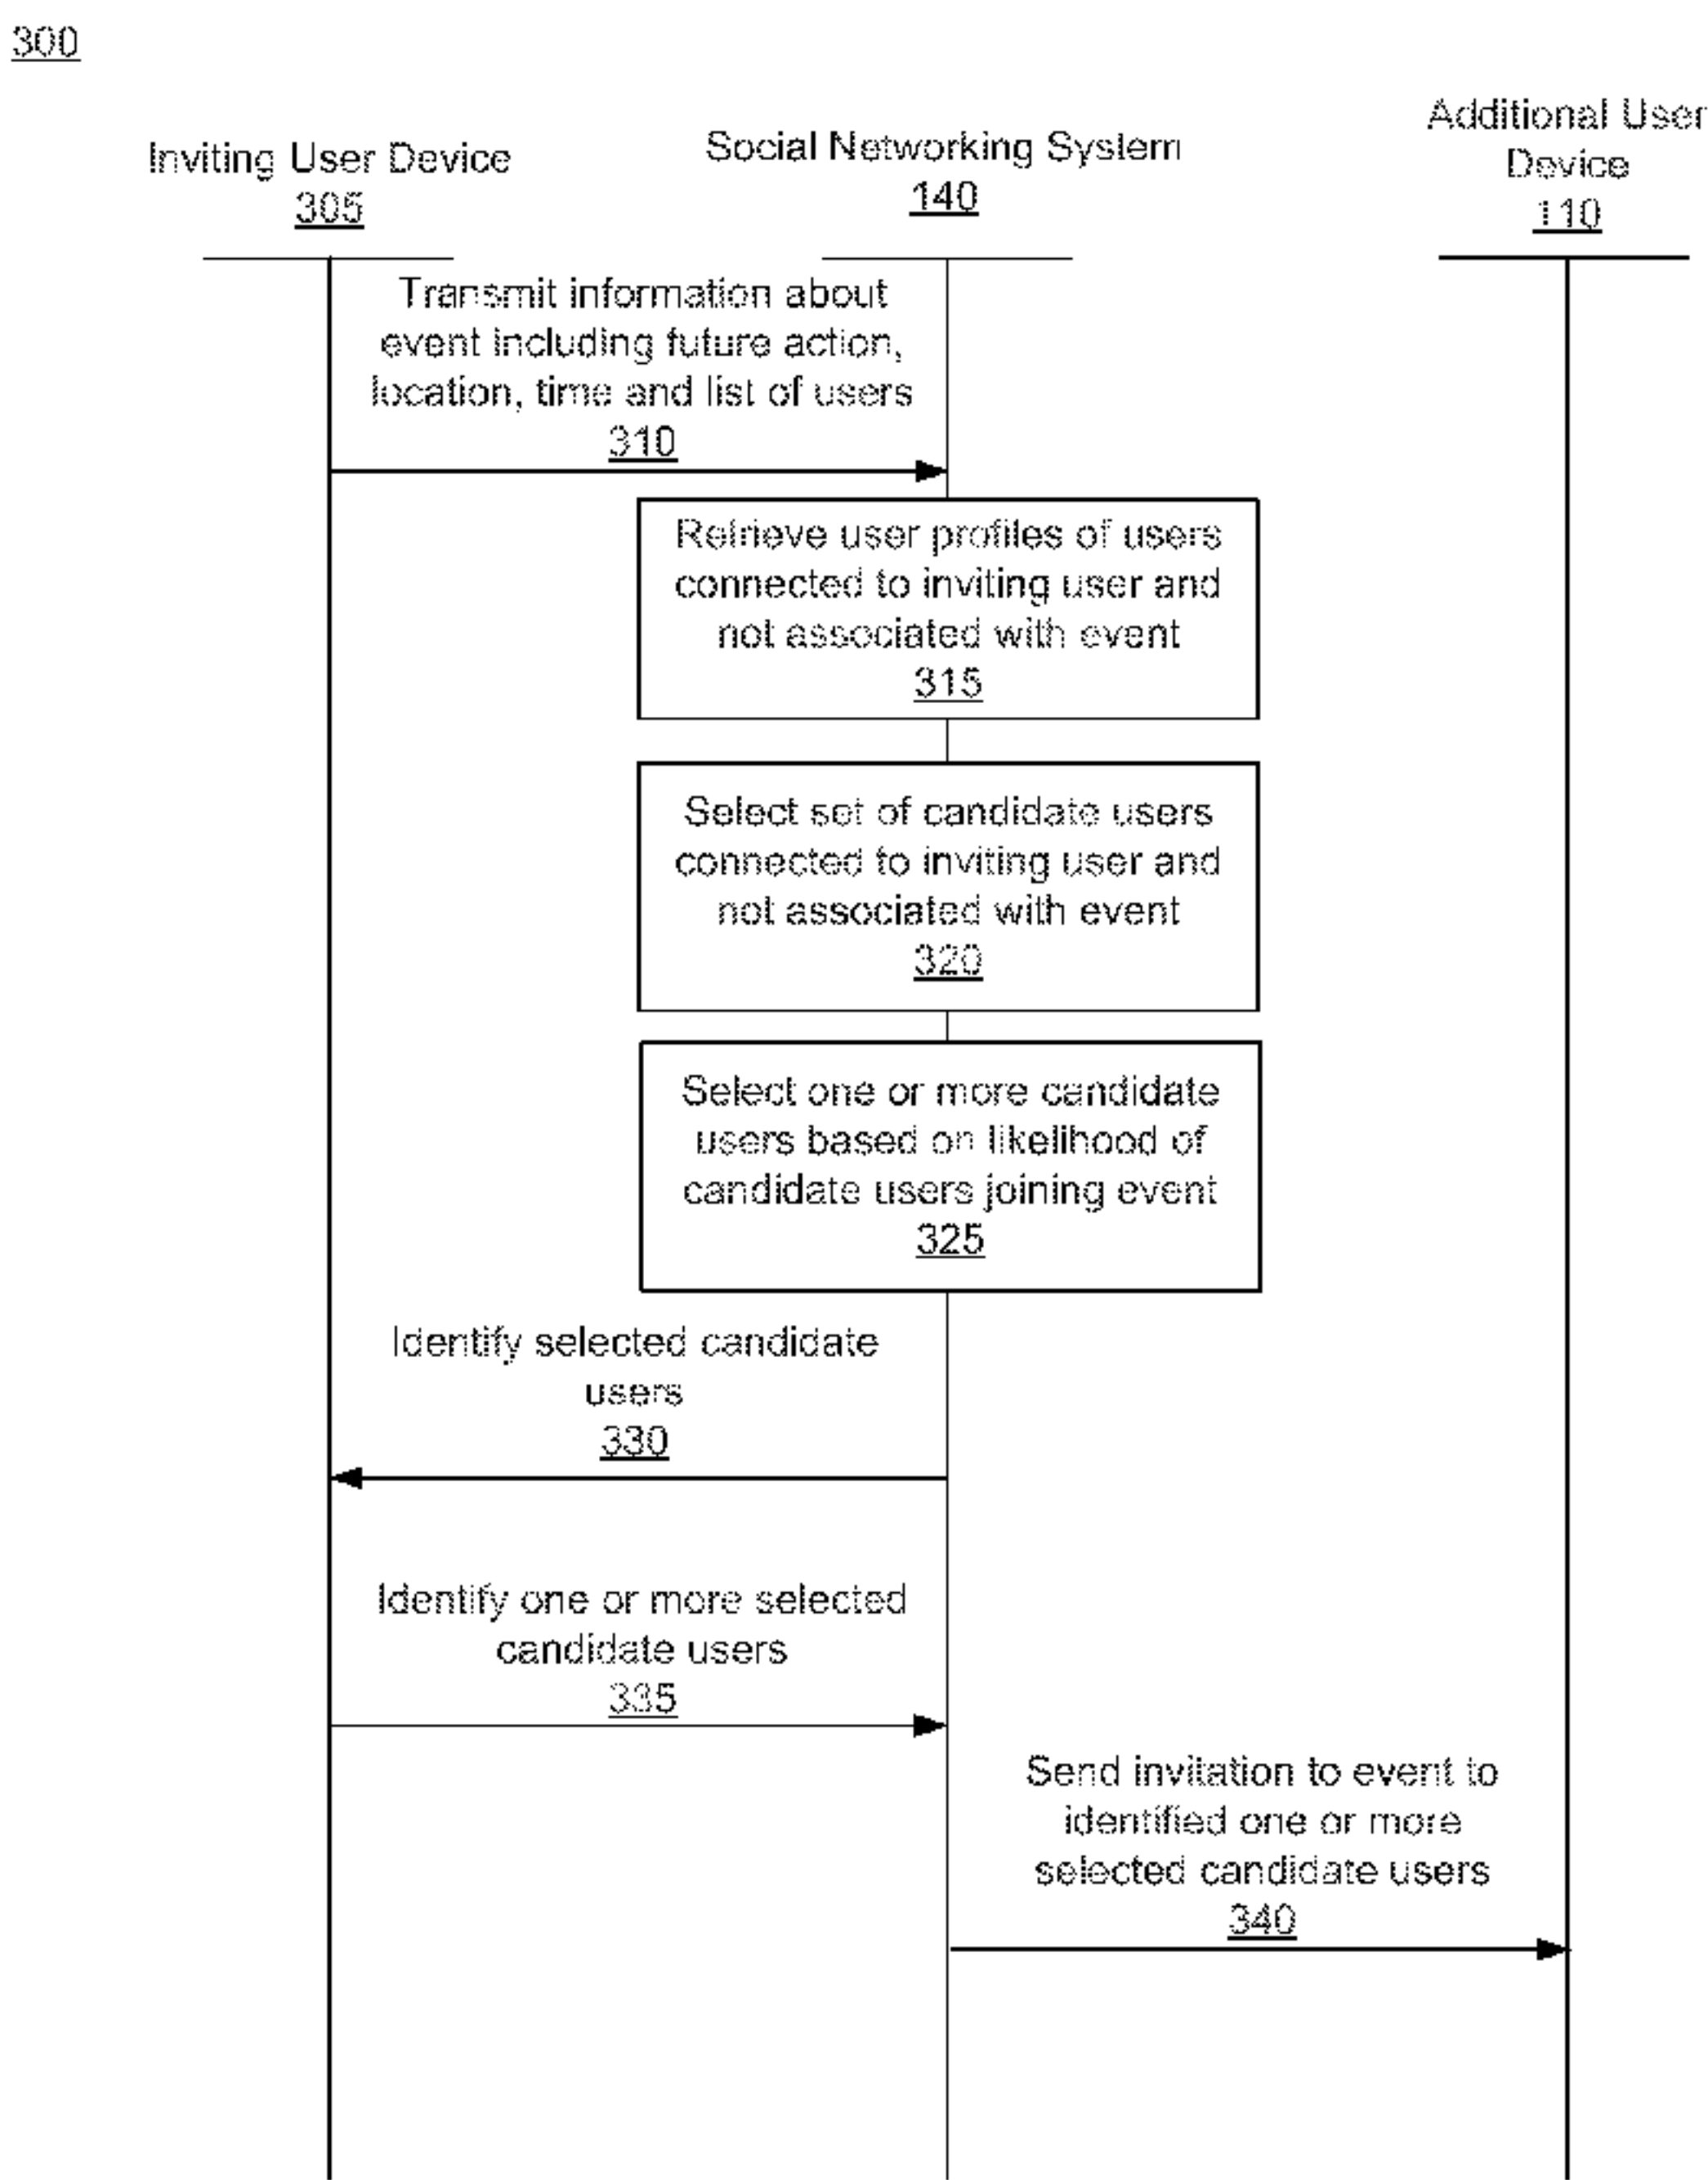 300
Inviting User Device
305
Social Networking System
140
Additional User
Device
110
Transmit information about
event including future action,
location, time and list of users
310
Retrieve user profiles of users
connected to inviting user and
not associated with event
315
Select set of candidate users
connected to inviting user and
not associated with event
320
Select one or more candidate
users based on likelihood of
candidate users joining event
325
Identify selected candidate
users
330
Identify one or more selected
candidate users
335
Send invitation to event to
identified one or more
selected candidate users
340